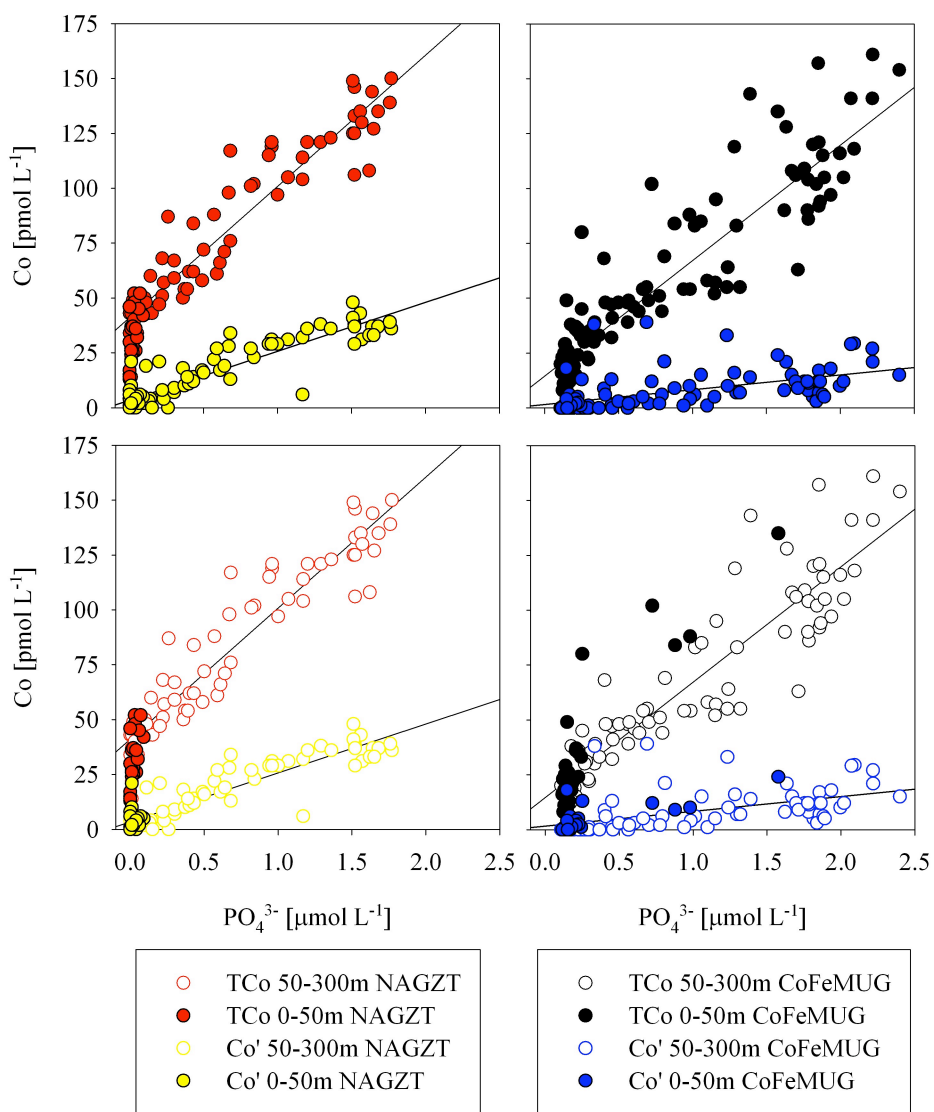 175
150
125
100
75
50
25
0
Co [pmol L⁻¹]
175
150
125
100
75
50
25
0
Co [pmol L⁻¹]
0.0 0.5 1.0 1.5 2.0 2.5
0.0 0.5 1.0 1.5 2.0 2.5
PO₄³⁻ [μmol L⁻¹]
PO₄³⁻ [μmol L⁻¹]
TCo 50-300m NAGZT
TCo 0-50m NAGZT
Co' 50-300m NAGZT
Co' 0-50m NAGZT
TCo 50-300m CoFeMUG
TCo 0-50m CoFeMUG
Co' 50-300m CoFeMUG
Co' 0-50m CoFeMUG